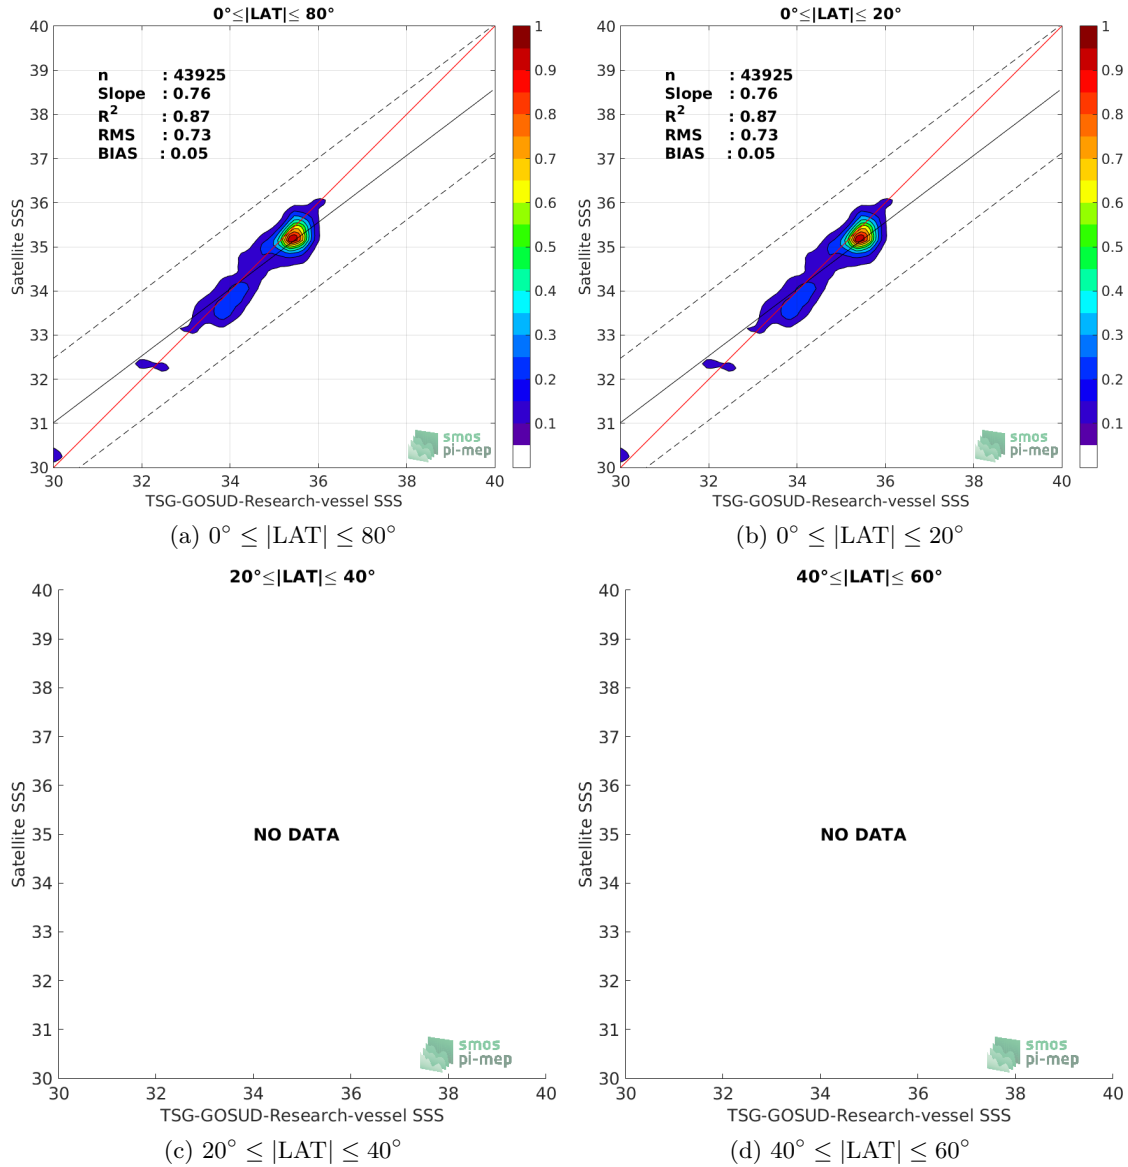 0°≤|LAT|≤ 80°
40
39
38
37
36
35
34
33
32
31
30
Satellite SSS
n : 43925
Slope : 0.76
R² : 0.87
RMS : 0.73
BIAS : 0.05
1
0.9
0.8
0.7
0.6
0.5
0.4
0.3
0.2
0.1
smos
pi-mep
30 32 34 36 38 40
TSG-GOSUD-Research-vessel SSS
(a) 0° ≤ |LAT| ≤ 80°
0°≤|LAT|≤ 20°
40
39
38
37
36
35
34
33
32
31
30
Satellite SSS
n : 43925
Slope : 0.76
R² : 0.87
RMS : 0.73
BIAS : 0.05
1
0.9
0.8
0.7
0.6
0.5
0.4
0.3
0.2
0.1
smos
pi-mep
30 32 34 36 38 40
TSG-GOSUD-Research-vessel SSS
(b) 0° ≤ |LAT| ≤ 20°
20°≤|LAT|≤ 40°
40
39
38
37
36
35
34
33
32
31
30
Satellite SSS
NO DATA
smos
pi-mep
30 32 34 36 38 40
TSG-GOSUD-Research-vessel SSS
(c) 20° ≤ |LAT| ≤ 40°
40°≤|LAT|≤ 60°
40
39
38
37
36
35
34
33
32
31
30
Satellite SSS
NO DATA
smos
pi-mep
30 32 34 36 38 40
TSG-GOSUD-Research-vessel SSS
(d) 40° ≤ |LAT| ≤ 60°